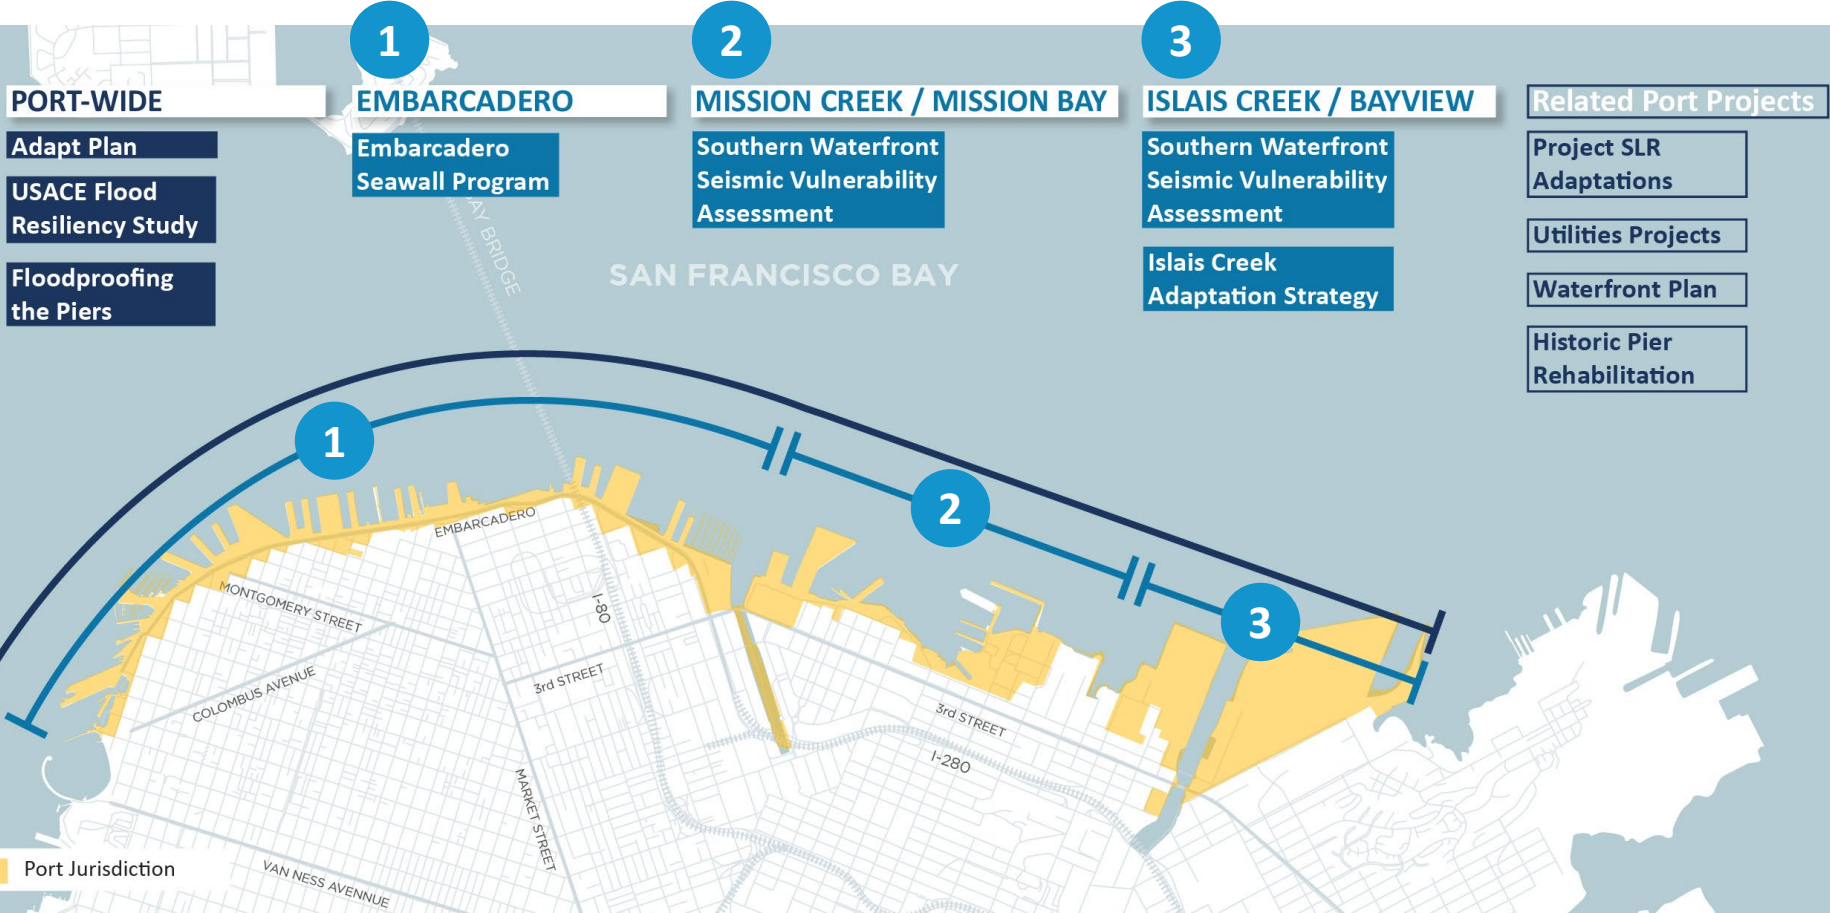 1
2
3
PORT-WIDE
Adapt Plan
USACE Flood
Resiliency Study
Floodproofing
the Piers
EMBARCADERO
Embarcadero
Seawall Program
MISSION CREEK / MISSION BAY
Southern Waterfront
Seismic Vulnerability
Assessment
ISLAIS CREEK / BAYVIEW
Southern Waterfront
Seismic Vulnerability
Assessment
Islais Creek
Adaptation Strategy
Related Port Projects
Project SLR
Adaptations
Utilities Projects
Waterfront Plan
Historic Pier
Rehabilitation
BAY BRIDGE
SAN FRANCISCO BAY
1
2
3
EMBARCADERO
MONTGOMERY STREET
I-80
COLOMBUS AVENUE
3rd STREET
3rd STREET
I-280
MARKET STREET
VAN NESS AVENNUE
Port Jurisdiction